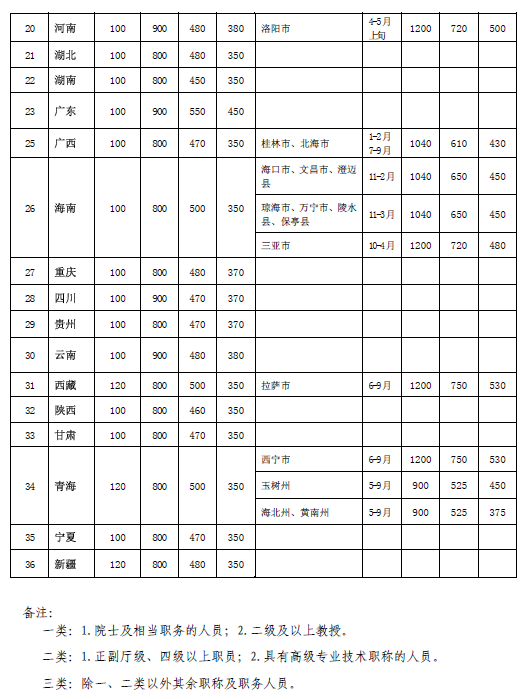 20 河南 100 900 480 380 洛阳市 4-5月上旬 1200 720 500
21 湖北 100 800 480 350
22 湖南 100 800 450 350
23 广东 100 900 550 450
25 广西 100 800 470 350 桂林市、北海市 1-2月 7-9月 1040 610 430
26 海南 100 800 500 350 海口市、文昌市、澄迈县 11-2月 1040 650 450
琼海市、万宁市、陵水县、保亭县 11-3月 1040 650 450
三亚市 10-4月 1200 720 480
27 重庆 100 800 480 370
28 四川 100 900 470 370
29 贵州 100 800 470 370
30 云南 100 900 480 380
31 西藏 120 800 500 350 拉萨市 6-9月 1200 750 530
32 陕西 100 800 460 350
33 甘肃 100 800 470 350
34 青海 120 800 500 350 西宁市 6-9月 1200 750 530
玉树州 5-9月 900 525 450
海北州、黄南州 5-9月 900 525 375
35 宁夏 100 800 470 350
36 新疆 120 800 480 350
备注：
一类：1.院士及相当职务的人员；2.二级及以上教授。
二类：1.正副厅级、四级以上职员；2.具有高级专业技术职称的人员。
三类：除一、二类以外其余职称及职务人员。